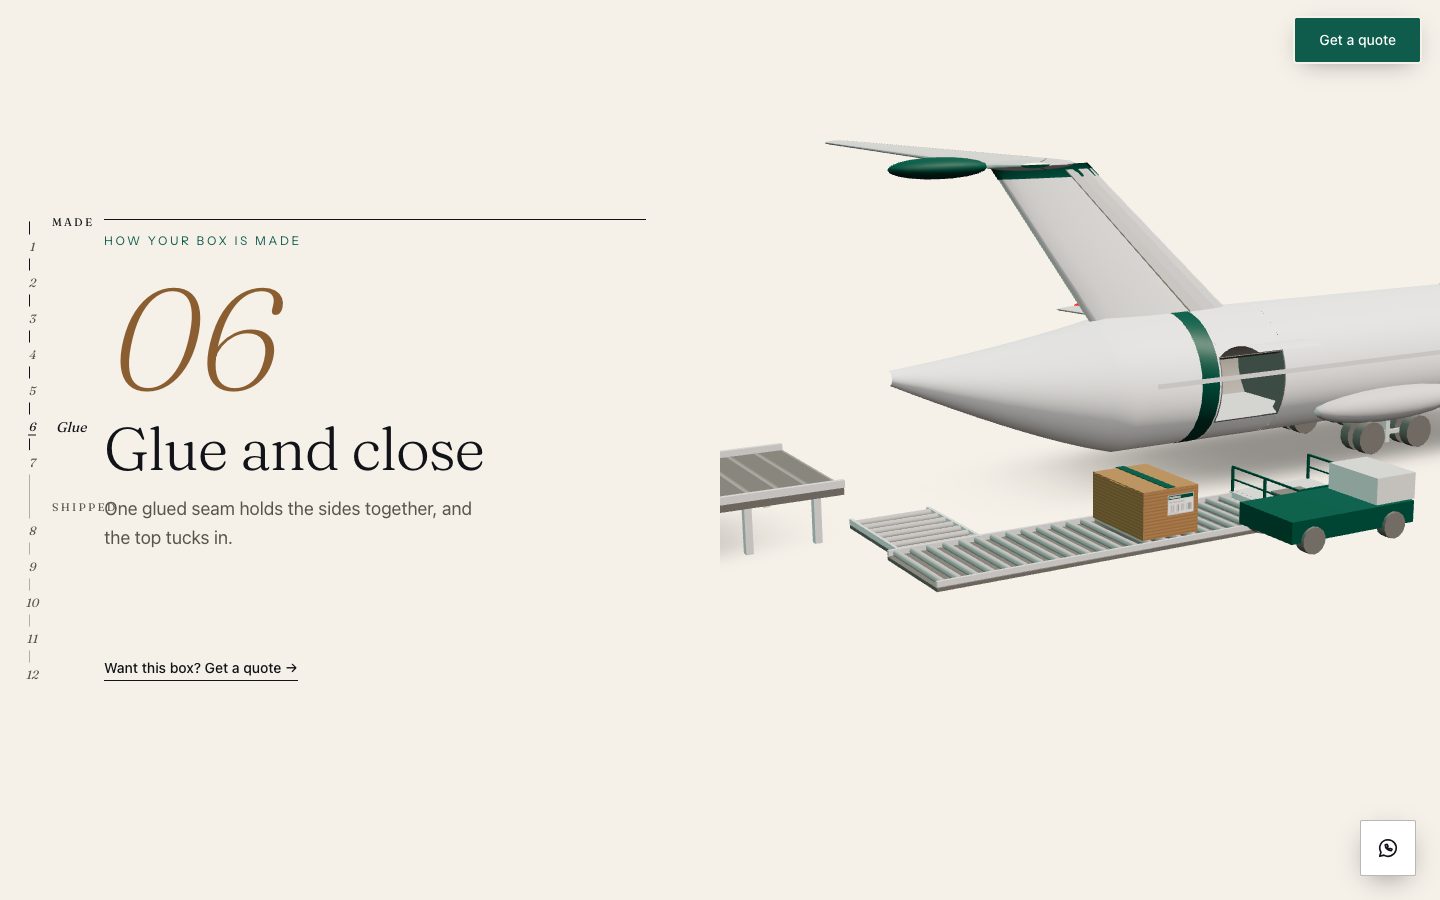 Get a quote
MADE
HOW YOUR BOX IS MADE
1
2
3
4
5
6 Glue
7
SHIPPED
8
9
10
11
12
06
Glue and close
One glued seam holds the sides together, and
the top tucks in.
Want this box? Get a quote →